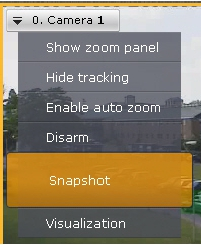 0. Camera 1
Show zoom panel
Hide tracking
Enable auto zoom
Disarm
Snapshot
Visualization